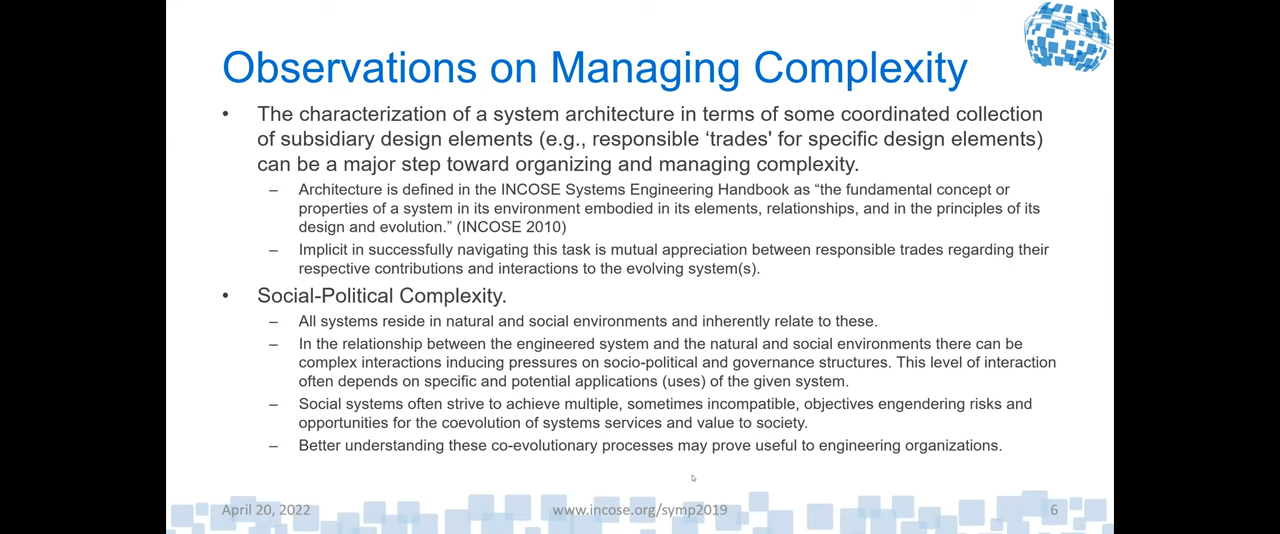 Observations on Managing Complexity
• The characterization of a system architecture in terms of some coordinated collection
of subsidiary design elements (e.g., responsible ‘trades' for specific design elements)
can be a major step toward organizing and managing complexity.
– Architecture is defined in the INCOSE Systems Engineering Handbook as “the fundamental concept or
properties of a system in its environment embodied in its elements, relationships, and in the principles of its
design and evolution.” (INCOSE 2010)
– Implicit in successfully navigating this task is mutual appreciation between responsible trades regarding their
respective contributions and interactions to the evolving system(s).
• Social-Political Complexity.
– All systems reside in natural and social environments and inherently relate to these.
– In the relationship between the engineered system and the natural and social environments there can be
complex interactions inducing pressures on socio-political and governance structures. This level of interaction
often depends on specific and potential applications (uses) of the given system.
– Social systems often strive to achieve multiple, sometimes incompatible, objectives engendering risks and
opportunities for the coevolution of systems services and value to society.
– Better understanding these co-evolutionary processes may prove useful to engineering organizations.
April 20, 2022
www.incose.org/symp2019
6